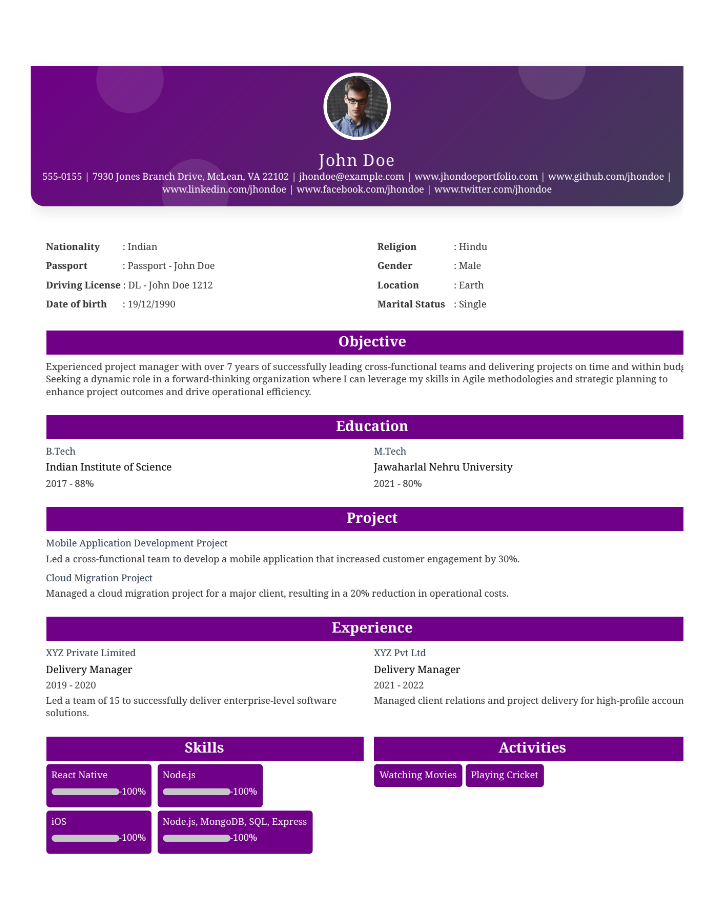 John Doe
555-0155 | 7930 Jones Branch Drive, McLean, VA 22102 | jhondoe@example.com | www.jhondoeportfolio.com | www.github.com/jhondoe |
www.linkedin.com/jhondoe | www.facebook.com/jhondoe | www.twitter.com/jhondoe
Nationality : Indian
Passport : Passport - John Doe
Driving License : DL - John Doe 1212
Date of birth : 19/12/1990
Religion : Hindu
Gender : Male
Location : Earth
Marital Status : Single
Objective
Experienced project manager with over 7 years of successfully leading cross-functional teams and delivering projects on time and within budg
Seeking a dynamic role in a forward-thinking organization where I can leverage my skills in Agile methodologies and strategic planning to
enhance project outcomes and drive operational efficiency.
Education
B.Tech
Indian Institute of Science
2017 - 88%
M.Tech
Jawaharlal Nehru University
2021 - 80%
Project
Mobile Application Development Project
Led a cross-functional team to develop a mobile application that increased customer engagement by 30%.
Cloud Migration Project
Managed a cloud migration project for a major client, resulting in a 20% reduction in operational costs.
Experience
XYZ Private Limited
Delivery Manager
2019 - 2020
Led a team of 15 to successfully deliver enterprise-level software
solutions.
XYZ Pvt Ltd
Delivery Manager
2021 - 2022
Managed client relations and project delivery for high-profile accoun
Skills
React Native
-100%
Node.js
-100%
iOS
-100%
Node.js, MongoDB, SQL, Express
-100%
Activities
Watching Movies
Playing Cricket